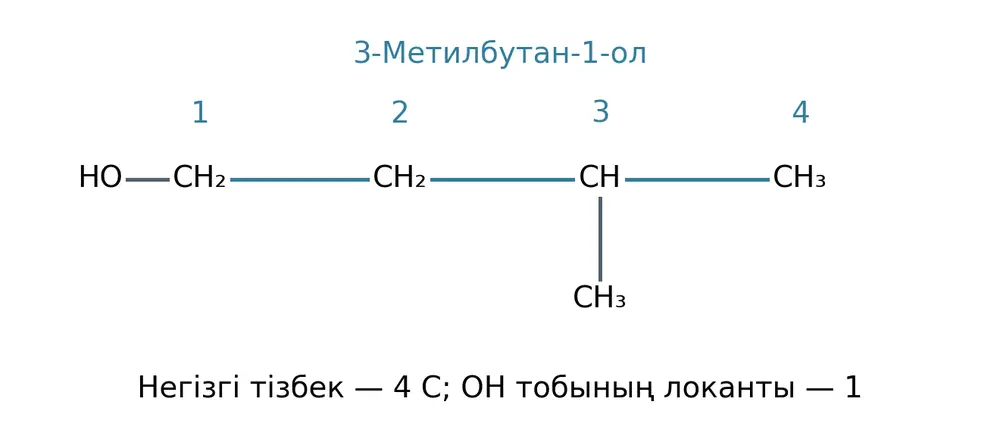 3-Метилбутан-1-ол
1 2 3 4
HO CH₂ CH₂ CH CH₃
CH₃
Негізгі тізбек — 4 C; OH тобының локанты — 1